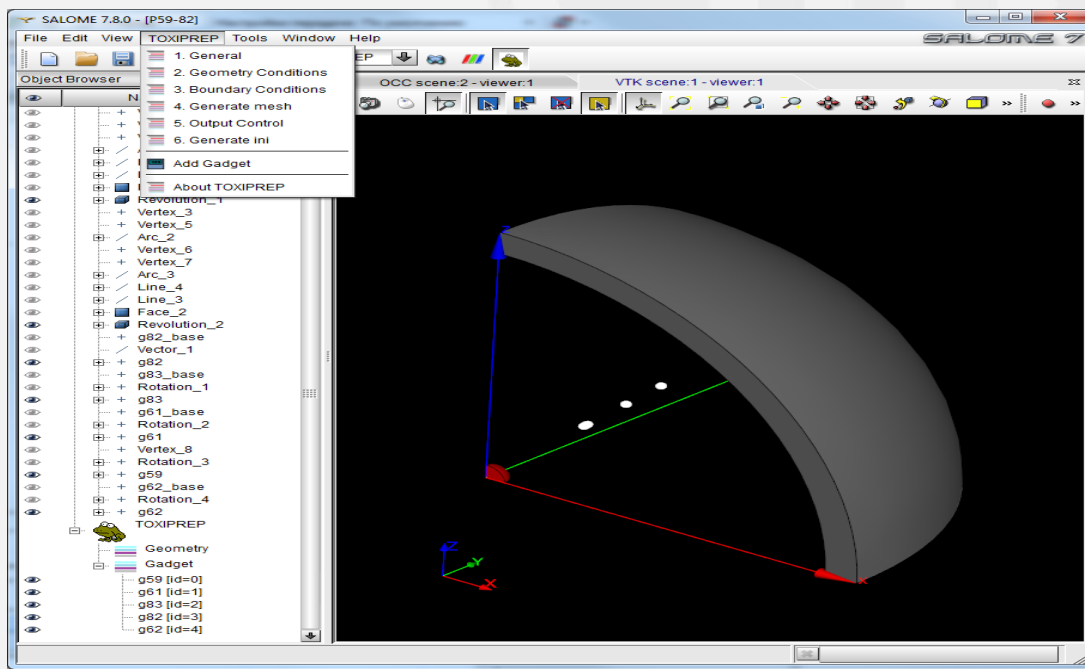 SALOME 7.8.0 - [P59-82]
File Edit View TOXIPREP Tools Window Help
SALOME 7
1. General
2. Geometry Conditions
3. Boundary Conditions
4. Generate mesh
5. Output Control
6. Generate ini
Add Gadget
About TOXIPREP
EP
Object Browser
OCC scene:2 - viewer:1
VTK scene:1 - viewer:1
N
Revolution_1
Vertex_3
Vertex_5
Arc_2
Vertex_6
Vertex_7
Arc_3
Line_4
Line_3
Face_2
Revolution_2
g82_base
Vector_1
g82
g83_base
Rotation_1
g83
g61_base
Rotation_2
g61
Vertex_8
Rotation_3
g59
g62_base
Rotation_4
g62
TOXIPREP
Geometry
Gadget
g59 [id=0]
g61 [id=1]
g83 [id=2]
g82 [id=3]
g62 [id=4]
Z
X
Z
Y
X